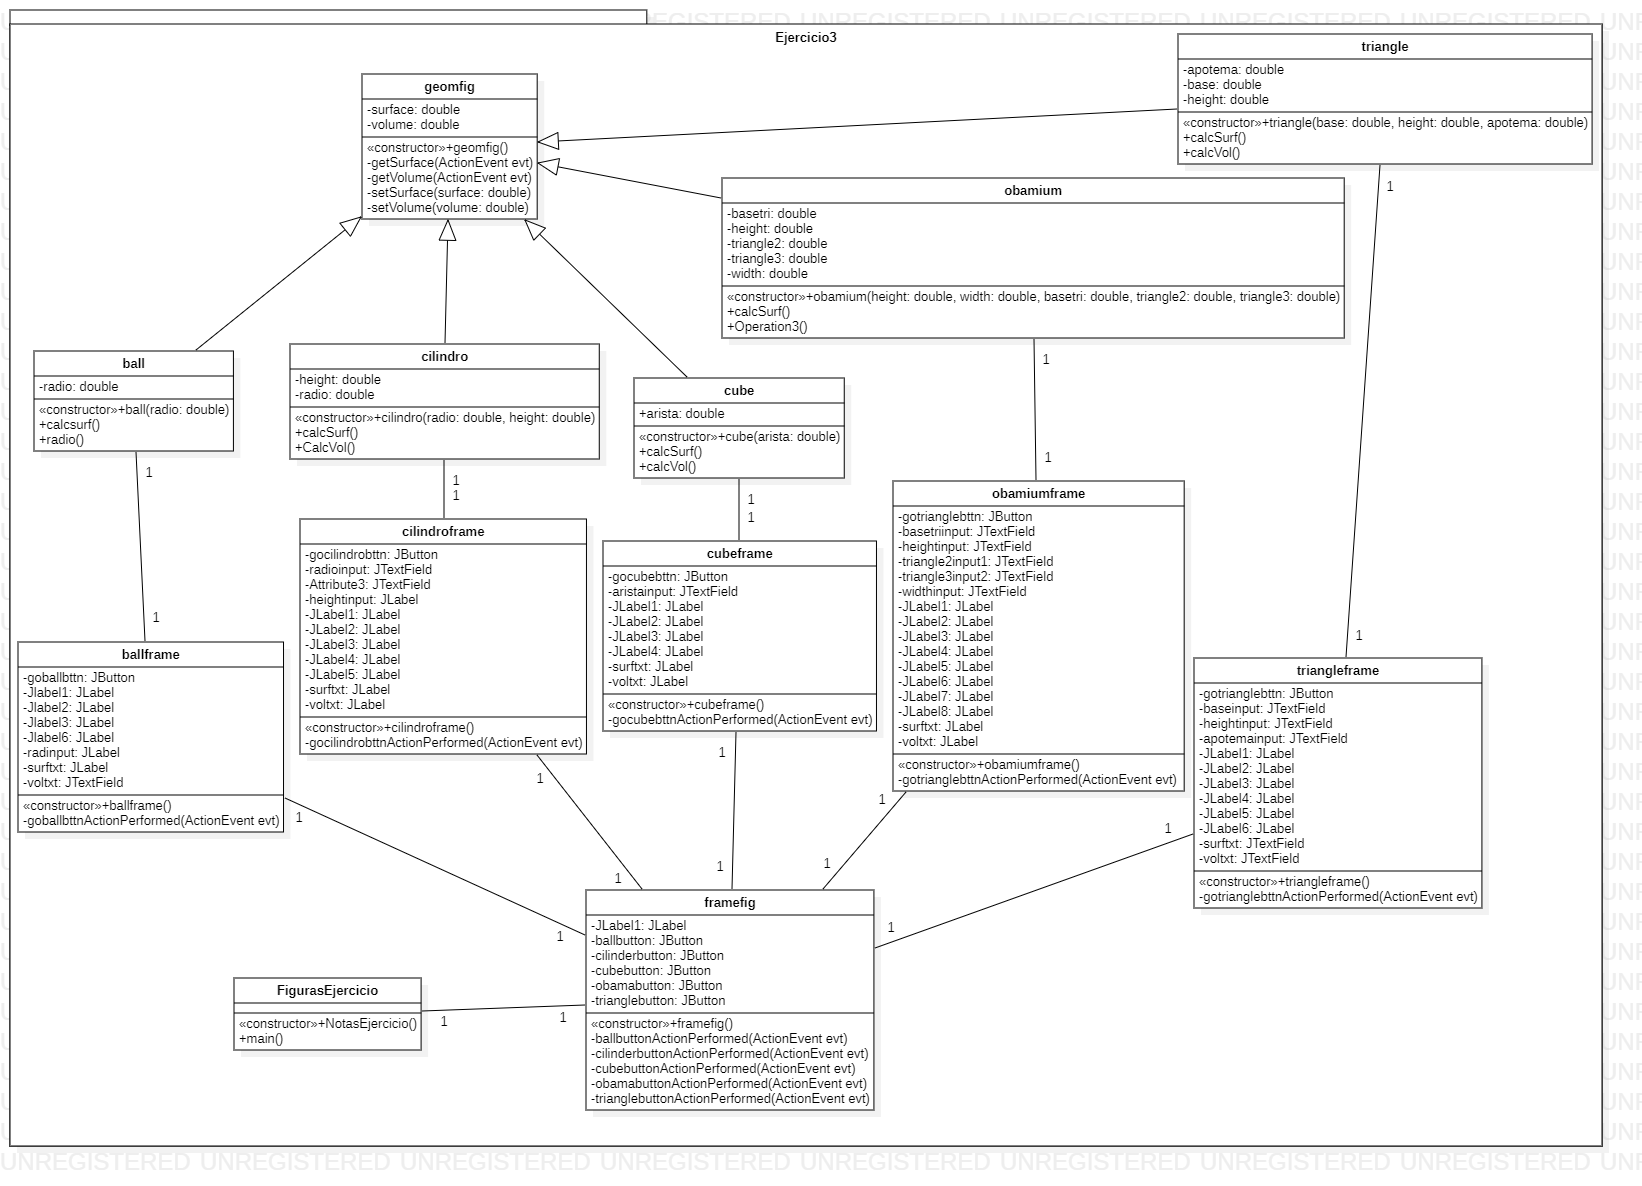 Ejercicio3
triangle
-apotema: double
-base: double
-height: double
«constructor»+triangle(base: double, height: double, apotema: double)
+calcSurf()
+calcVol()
geomfig
-surface: double
-volume: double
«constructor»+geomfig()
-getSurface(ActionEvent evt)
-getVolume(ActionEvent evt)
-setSurface(surface: double)
-setVolume(volume: double)
obamium
-basetri: double
-height: double
-triangle2: double
-triangle3: double
-width: double
«constructor»+obamium(height: double, width: double, basetri: double, triangle2: double, triangle3: double)
+calcSurf()
+Operation3()
ball
-radio: double
«constructor»+ball(radio: double)
+calcsurf()
+radio()
cilindro
-height: double
-radio: double
«constructor»+cilindro(radio: double, height: double)
+calcSurf()
+CalcVol()
cube
+arista: double
«constructor»+cube(arista: double)
+calcSurf()
+calcVol()
1
1
1
1
1
1
1
1
1
1
ballframe
-goballbttn: JButton
-Jlabel1: JLabel
-Jlabel2: JLabel
-Jlabel3: JLabel
-Jlabel6: JLabel
-radinput: JLabel
-surftxt: JLabel
-voltxt: JTextField
«constructor»+ballframe()
-goballbttnActionPerformed(ActionEvent evt)
cilindroframe
-gocilindrobttn: JButton
-radioinput: JTextField
-Attribute3: JTextField
-heightinput: JLabel
-JLabel1: JLabel
-JLabel2: JLabel
-JLabel3: JLabel
-JLabel4: JLabel
-JLabel5: JLabel
-surftxt: JLabel
-voltxt: JLabel
«constructor»+cilindroframe()
-gocilindrobttnActionPerformed(ActionEvent evt)
cubeframe
-gocubebttn: JButton
-aristainput: JTextField
-JLabel1: JLabel
-JLabel2: JLabel
-JLabel3: JLabel
-JLabel4: JLabel
-surftxt: JLabel
-voltxt: JLabel
«constructor»+cubeframe()
-gocubebttnActionPerformed(ActionEvent evt)
obamiumframe
-gotrianglebttn: JButton
-basetriinput: JTextField
-heightinput: JTextField
-triangle2input1: JTextField
-triangle3input2: JTextField
-widthinput: JTextField
-JLabel1: JLabel
-JLabel2: JLabel
-JLabel3: JLabel
-JLabel4: JLabel
-JLabel5: JLabel
-JLabel6: JLabel
-JLabel7: JLabel
-JLabel8: JLabel
-surftxt: JLabel
-voltxt: JLabel
«constructor»+obamiumframe()
-gotrianglebttnActionPerformed(ActionEvent evt)
triangleframe
-gotrianglebttn: JButton
-baseinput: JTextField
-heightinput: JTextField
-apotemainput: JTextField
-JLabel1: JLabel
-JLabel2: JLabel
-JLabel3: JLabel
-JLabel4: JLabel
-JLabel5: JLabel
-JLabel6: JLabel
-surftxt: JTextField
-voltxt: JTextField
«constructor»+triangleframe()
-gotrianglebttnActionPerformed(ActionEvent evt)
1
1
1
1
1
1
1
1
1
1
framefig
-JLabel1: JLabel
-ballbutton: JButton
-cilinderbutton: JButton
-cubebutton: JButton
-obamabutton: JButton
-trianglebutton: JButton
«constructor»+framefig()
-ballbuttonActionPerformed(ActionEvent evt)
-cilinderbuttonActionPerformed(ActionEvent evt)
-cubebuttonActionPerformed(ActionEvent evt)
-obamabuttonActionPerformed(ActionEvent evt)
-trianglebuttonActionPerformed(ActionEvent evt)
FigurasEjercicio
«constructor»+NotasEjercicio()
+main()
1
1
UNREGISTERED UNREGISTERED UNREGISTERED UNREGISTERED UNREGISTERED UNREGISTERED UNREGISTERED UNREGISTERED